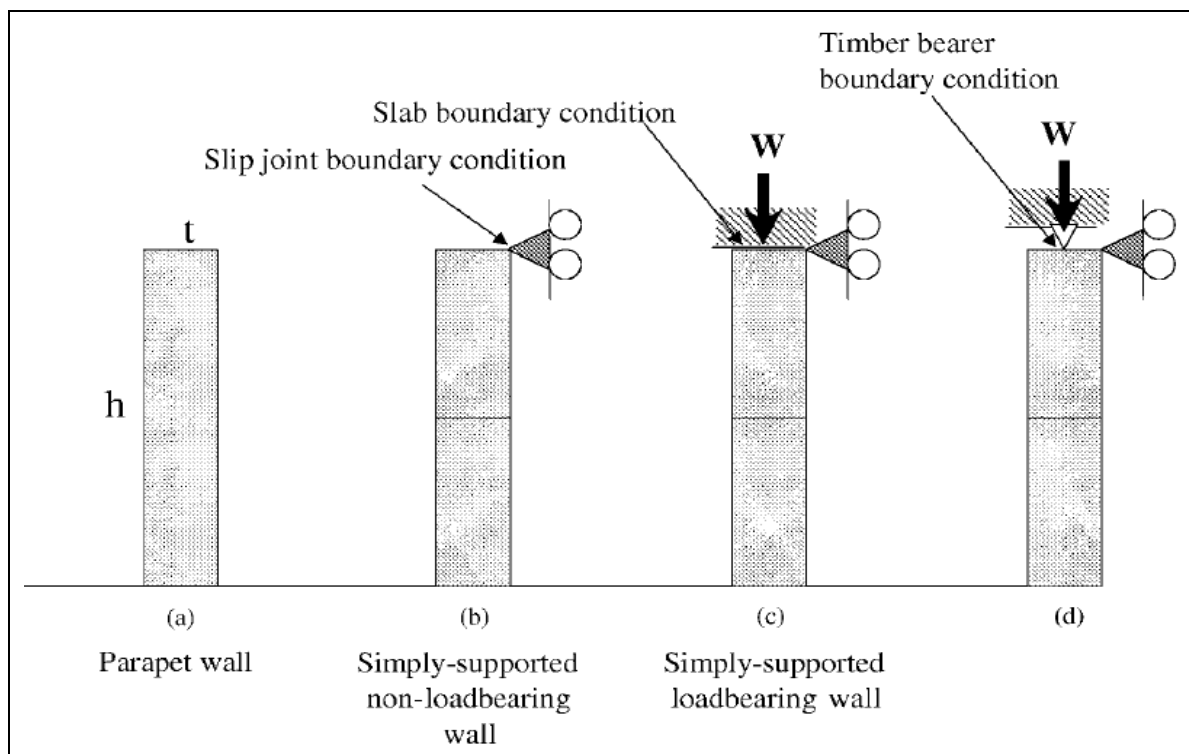 Timber bearer
boundary condition
Slab boundary condition
W
W
Slip joint boundary condition
t
h
(a)
(b)
(c)
(d)
Parapet wall
Simply-supported
non-loadbearing
wall
Simply-supported
loadbearing wall